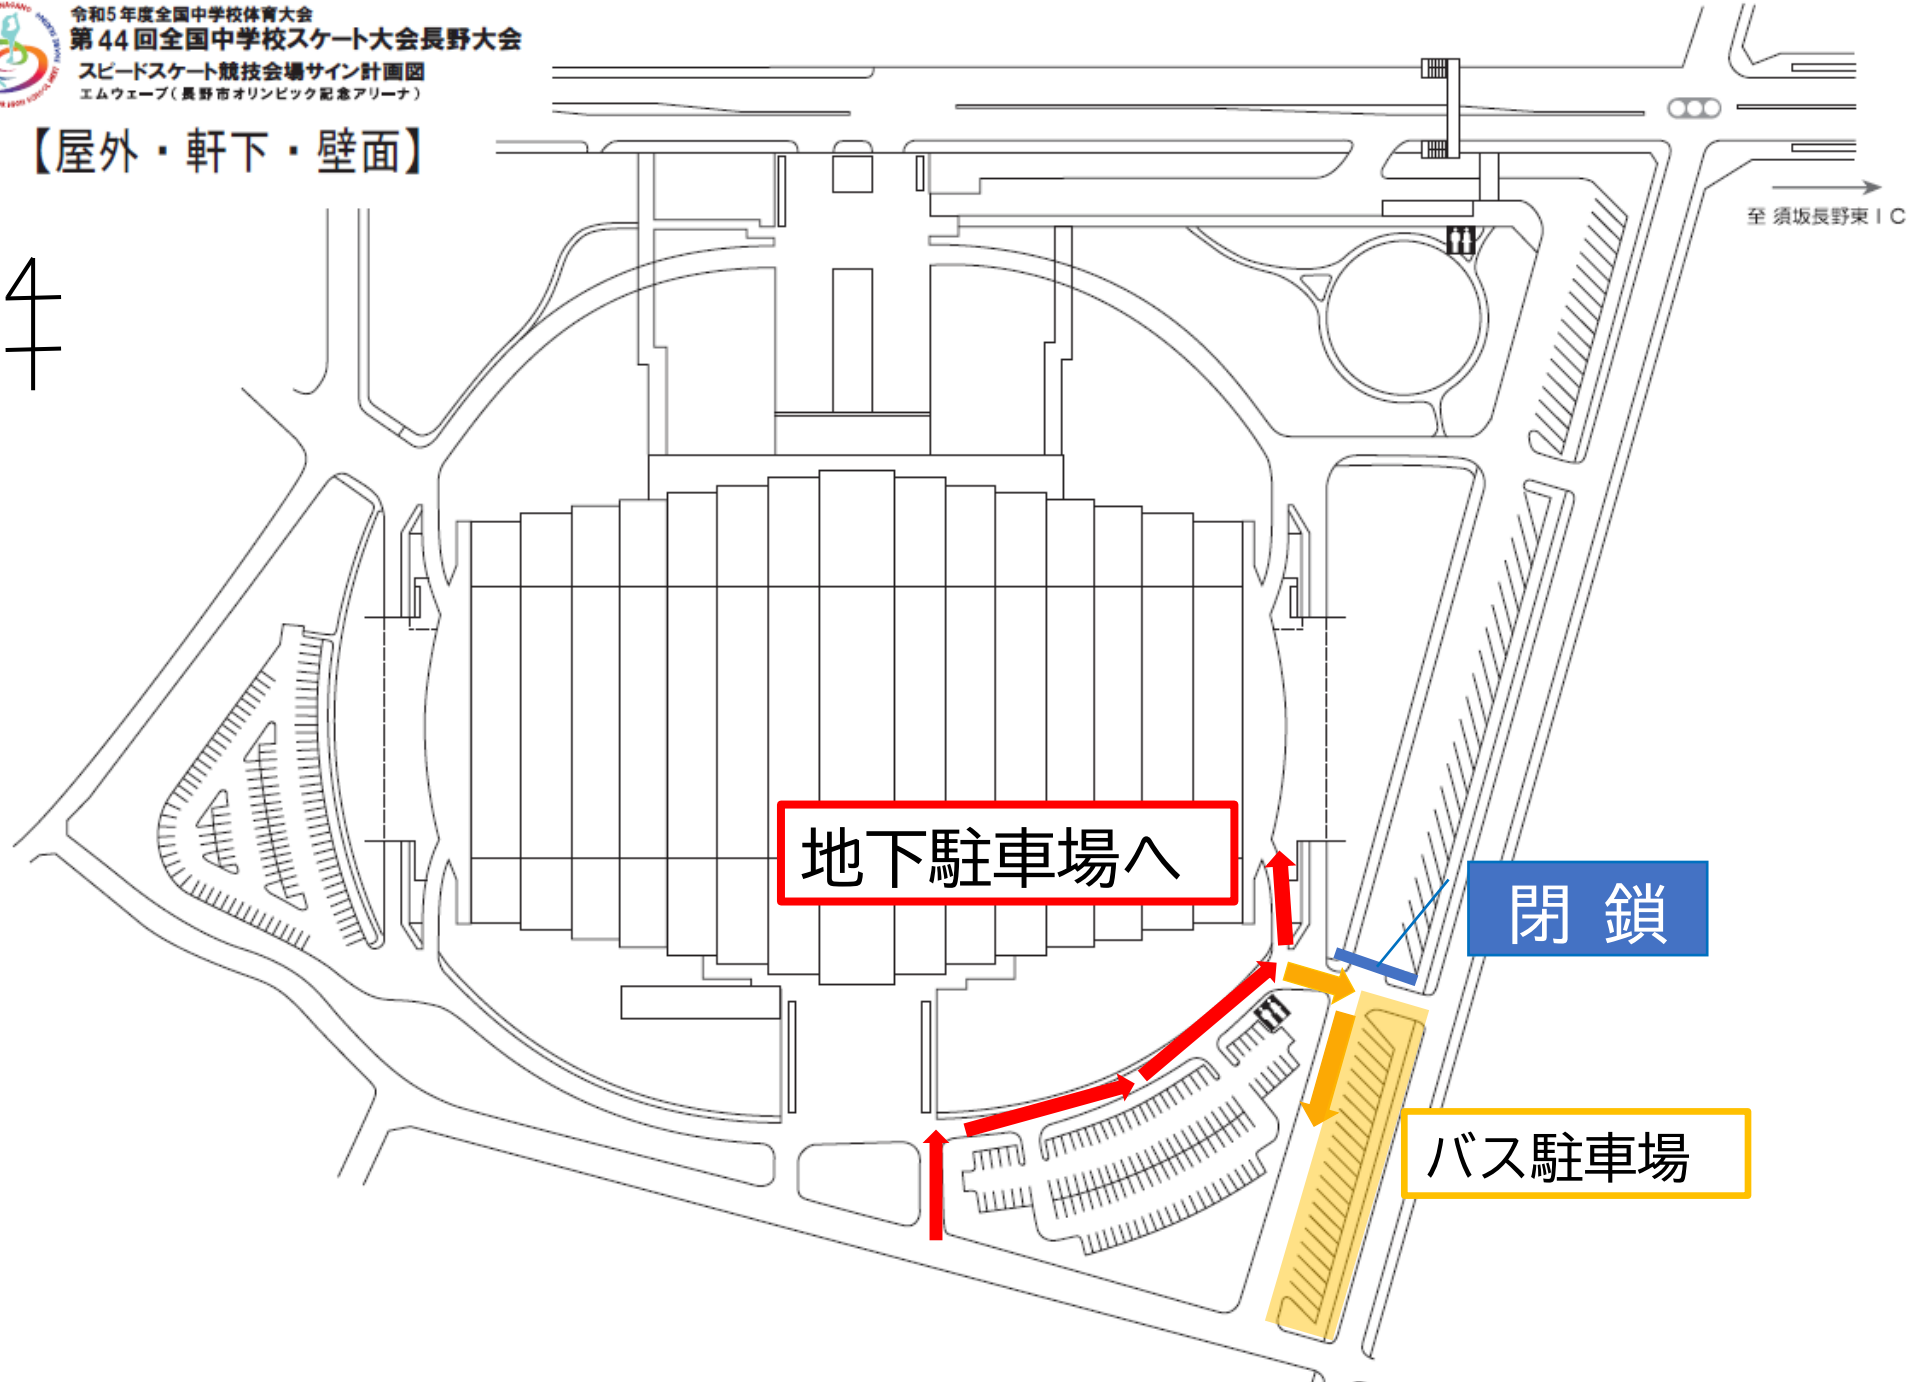 令和5年度全国中学校体育大会
第44回全国中学校スケート大会長野大会
スピードスケート競技会場サイン計画図
エムウェーブ(長野市オリンピック記念アリーナ)
【屋外・軒下・壁面】
至 須坂長野東IC
地下駐車場へ
閉 鎖
バス駐車場